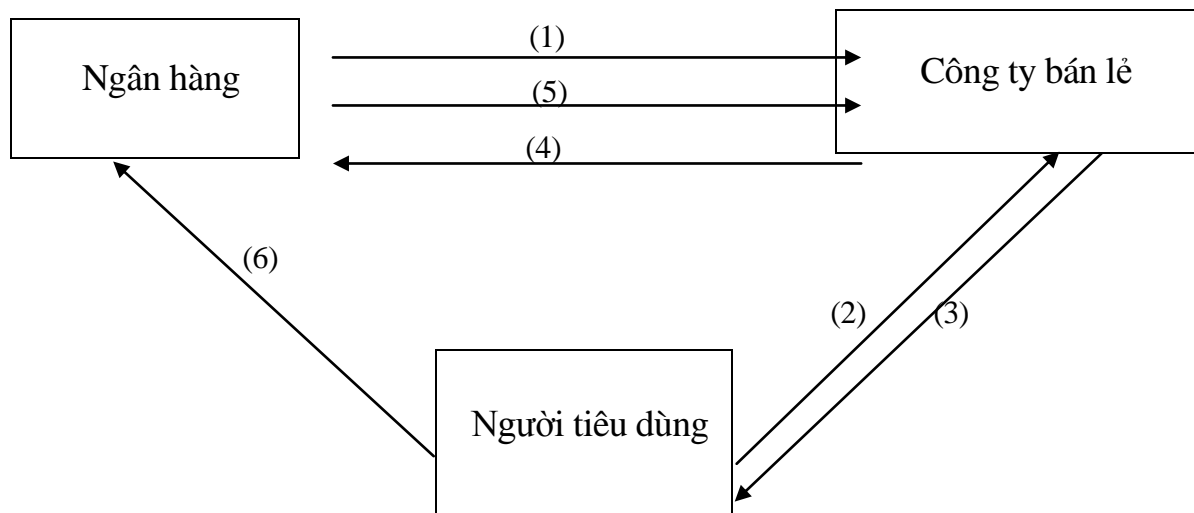 (1)
Ngân hàng
Công ty bán lẻ
(5)
(4)
(6)
(2)
(3)
Người tiêu dùng